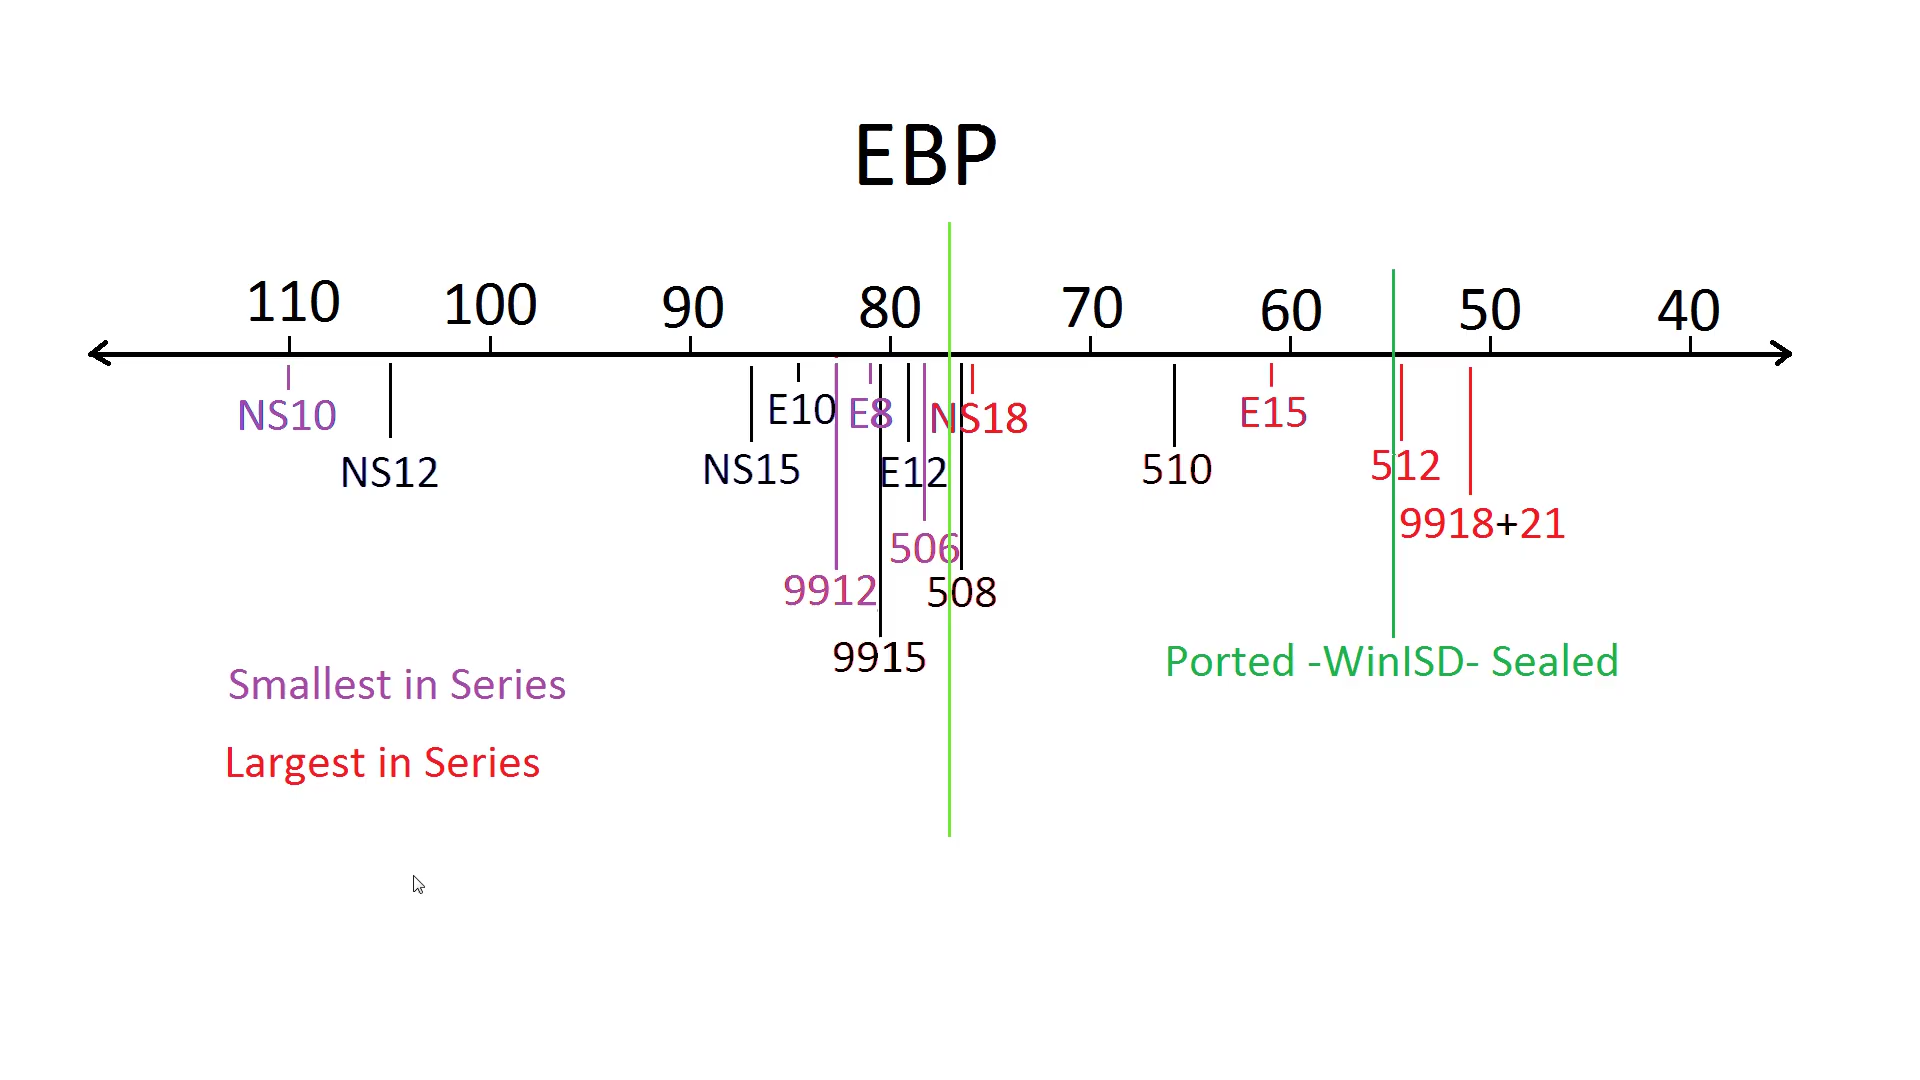 EBP
110 100 90 80 70 60 50 40
NS10 E10 E8 NS18 E15
NS12 NS15 E12 510 512
9918+21
506
9912 508
9915
Ported -WinISD- Sealed
Smallest in Series
Largest in Series